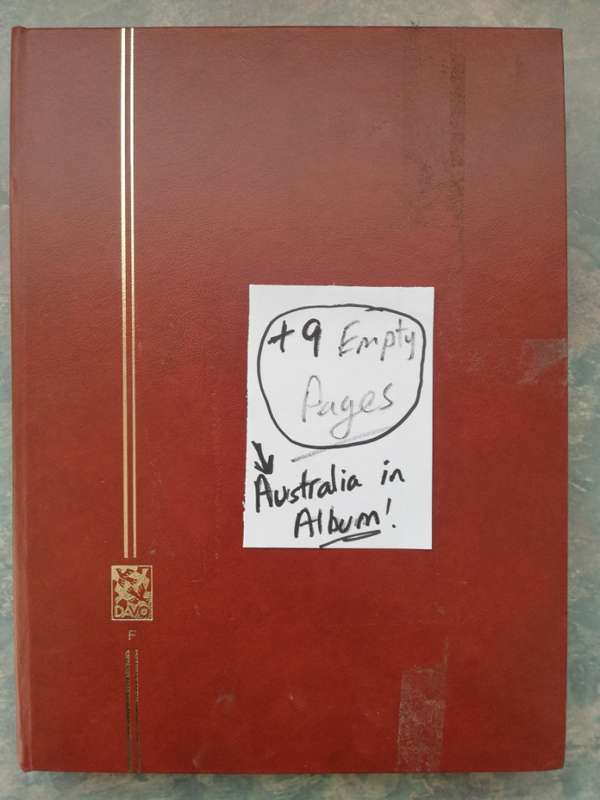 + 9 Empty
Pages
Australia in
Album!
DAVO
F